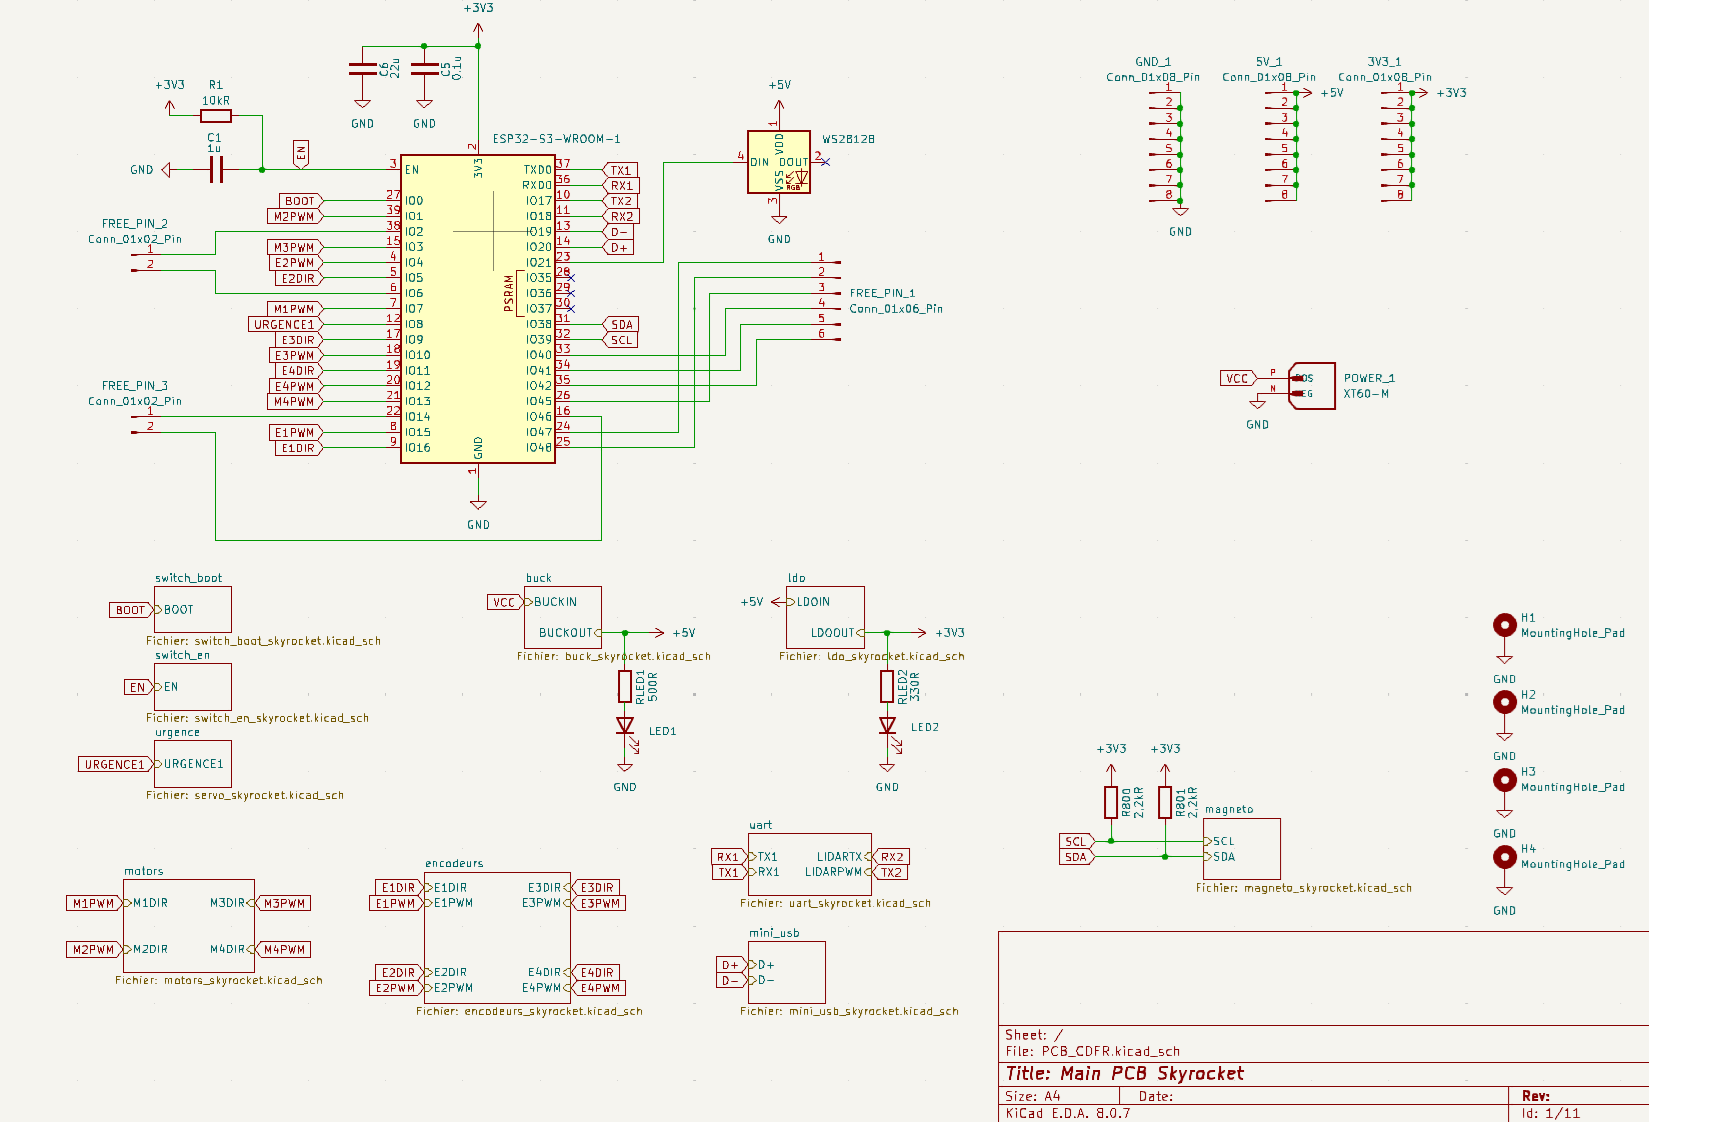 +3V3
C6
22u
C5
0.1u
GND
GND
+3V3
R1
10kR
C1
1u
GND
EN
ESP32-S3-WROOM-1
2
3V3
3
EN
27
IO0
BOOT
39
IO1
M2PWM
38
IO2
15
IO3
M3PWM
4
IO4
E2PWM
5
IO5
E2DIR
6
IO6
7
IO7
M1PWM
12
IO8
URGENCE1
17
IO9
E3DIR
18
IO10
E3PWM
19
IO11
E4DIR
20
IO12
E4PWM
21
IO13
M4PWM
22
IO14
8
IO15
E1PWM
9
IO16
E1DIR
TXD0
37
TX1
RXD0
36
RX1
IO17
10
TX2
IO18
11
RX2
IO19
13
D-
IO20
14
D+
IO21
23
IO35
28
IO36
29
IO37
30
PSRAM
IO38
31
SDA
IO39
32
SCL
IO40
33
IO41
34
IO42
35
IO45
26
IO46
16
IO47
24
IO48
25
GND
1
GND
FREE_PIN_2
Conn_01x02_Pin
1
2
FREE_PIN_3
Conn_01x02_Pin
1
2
+5V
1
WS2812B
VDD
4
DIN
DOUT
2
VSS
RGB
3
GND
1
2
3
4
5
6
FREE_PIN_1
Conn_01x06_Pin
GND_1
Conn_01x08_Pin
1
2
3
4
5
6
7
8
GND
5V_1
Conn_01x08_Pin
1
2
3
4
5
6
7
8
+5V
3V3_1
Conn_01x08_Pin
1
2
3
4
5
6
7
8
+3V3
VCC
P
POS
N
GND
POWER_1
XT60-M
switch_boot
BOOT
BOOT
Fichier: switch_boot_skyrocket.kicad_sch
switch_en
EN
EN
Fichier: switch_en_skyrocket.kicad_sch
urgence
URGENCE1
URGENCE1
Fichier: servo_skyrocket.kicad_sch
buck
VCC
BUCKIN
BUCKOUT
+5V
Fichier: buck_skyrocket.kicad_sch
RLED1
500R
LED1
GND
ldo
+5V
LDOIN
LDOOUT
+3V3
Fichier: ldo_skyrocket.kicad_sch
RLED2
330R
LED2
GND
H1
MountingHole_Pad
GND
H2
MountingHole_Pad
GND
H3
MountingHole_Pad
GND
H4
MountingHole_Pad
GND
+3V3
+3V3
R800
2.2kR
R801
2.2kR
magneto
SCL
SCL
SDA
SDA
Fichier: magneto_skyrocket.kicad_sch
uart
RX1
TX1
LIDARTX
RX2
TX1
RX1
LIDARPWM
TX2
Fichier: uart_skyrocket.kicad_sch
mini_usb
D+
D+
D-
D-
Fichier: mini_usb_skyrocket.kicad_sch
motors
M1PWM
M1DIR
M3DIR
M3PWM
M2PWM
M2DIR
M4DIR
M4PWM
Fichier: motors_skyrocket.kicad_sch
encodeurs
E1DIR
E1DIR
E3DIR
E3DIR
E1PWM
E1PWM
E3PWM
E3PWM
E2DIR
E2DIR
E4DIR
E4DIR
E2PWM
E2PWM
E4PWM
E4PWM
Fichier: encodeurs_skyrocket.kicad_sch
Sheet: /
File: PCB_CDFR.kicad_sch
Title: Main PCB Skyrocket
Size: A4
Date:
Rev:
KiCad E.D.A. 8.0.7
Id: 1/11